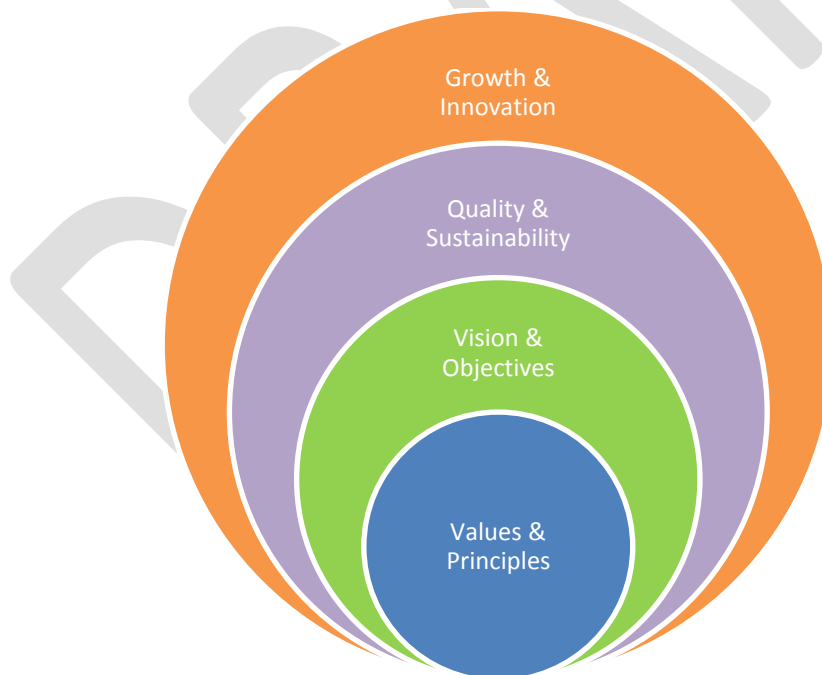 Growth &
Innovation
Quality &
Sustainability
Vision &
Objectives
Values &
Principles